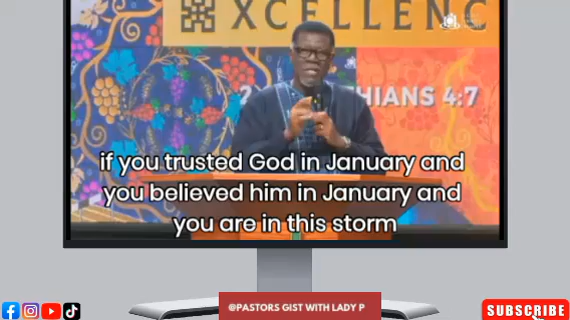 XCELLENC
HIANS 4:7
if you trusted God in January and
you believed him in January and
you are in this storm
@PASTORS GIST WITH LADY P
SUBSCRIBE